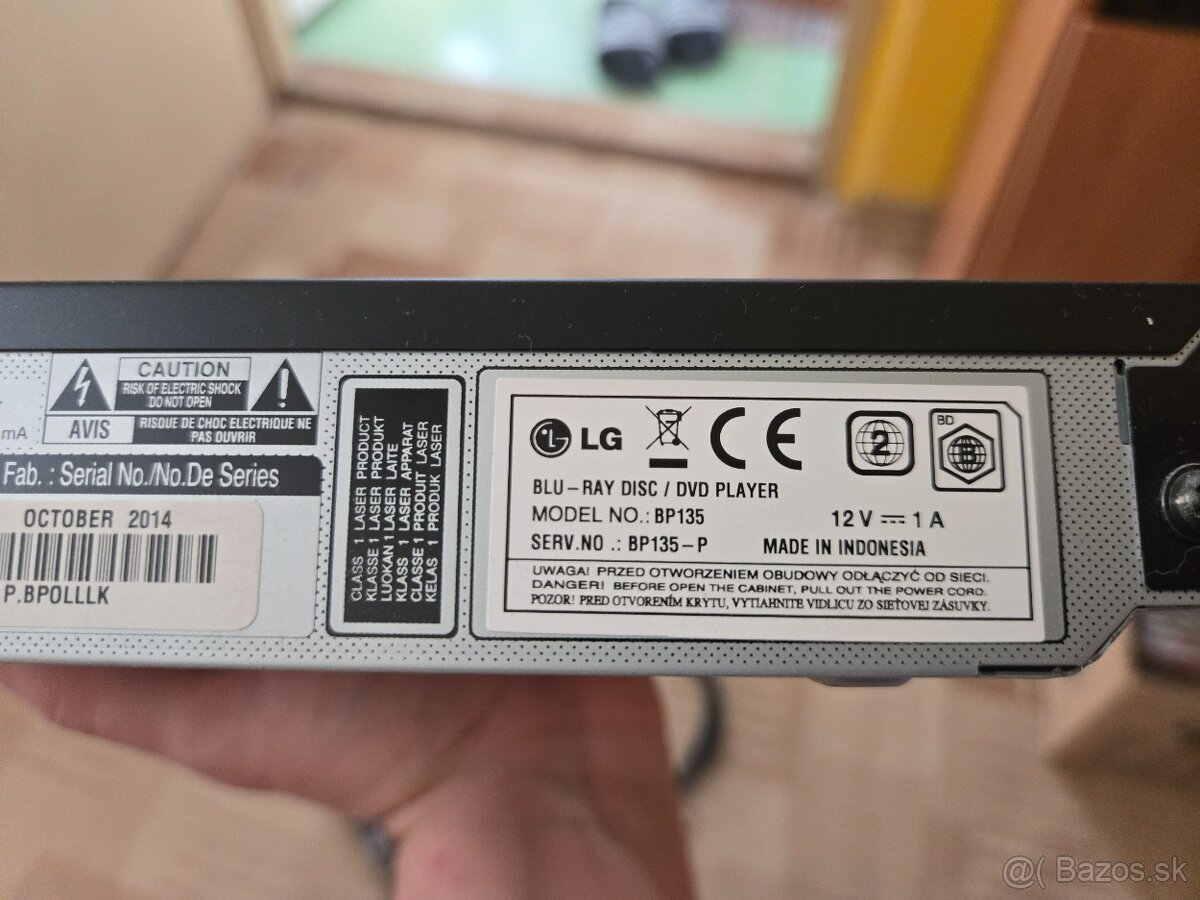 mA
CAUTION
RISK OF ELECTRIC SHOCK
DO NOT OPEN
AVIS
RISQUE DE CHOC ELECTRIQUE NE
PAS OUVRIR
Fab. : Serial No./No.De Series
OCTOBER 2014
P.BPOLLLK
CLASS 1 LASER PRODUCT
KLASSE 1 LASER PRODUKT
LUOKAN 1 LASER LAITE
KLASS 1 LASER APPARAT
CLASSE 1 PRODUIT LASER
KELAS 1 PRODUK LASER
LG CE 2 BD B
BLU-RAY DISC / DVD PLAYER
MODEL NO.: BP135 12 V ⎓ 1 A
SERV.NO .: BP135-P MADE IN INDONESIA
UWAGA! PRZED OTWORZENIEM OBUDOWY ODŁĄCZYĆ OD SIECI.
DANGER! BEFORE OPEN THE CABINET, PULL OUT THE POWER CORD.
POZOR! PRED OTVORENÍM KRYTU, VYTIAHNITE VIDLICU ZO SIEŤOVEJ ZÁSUVKY.
@( Bazos.sk